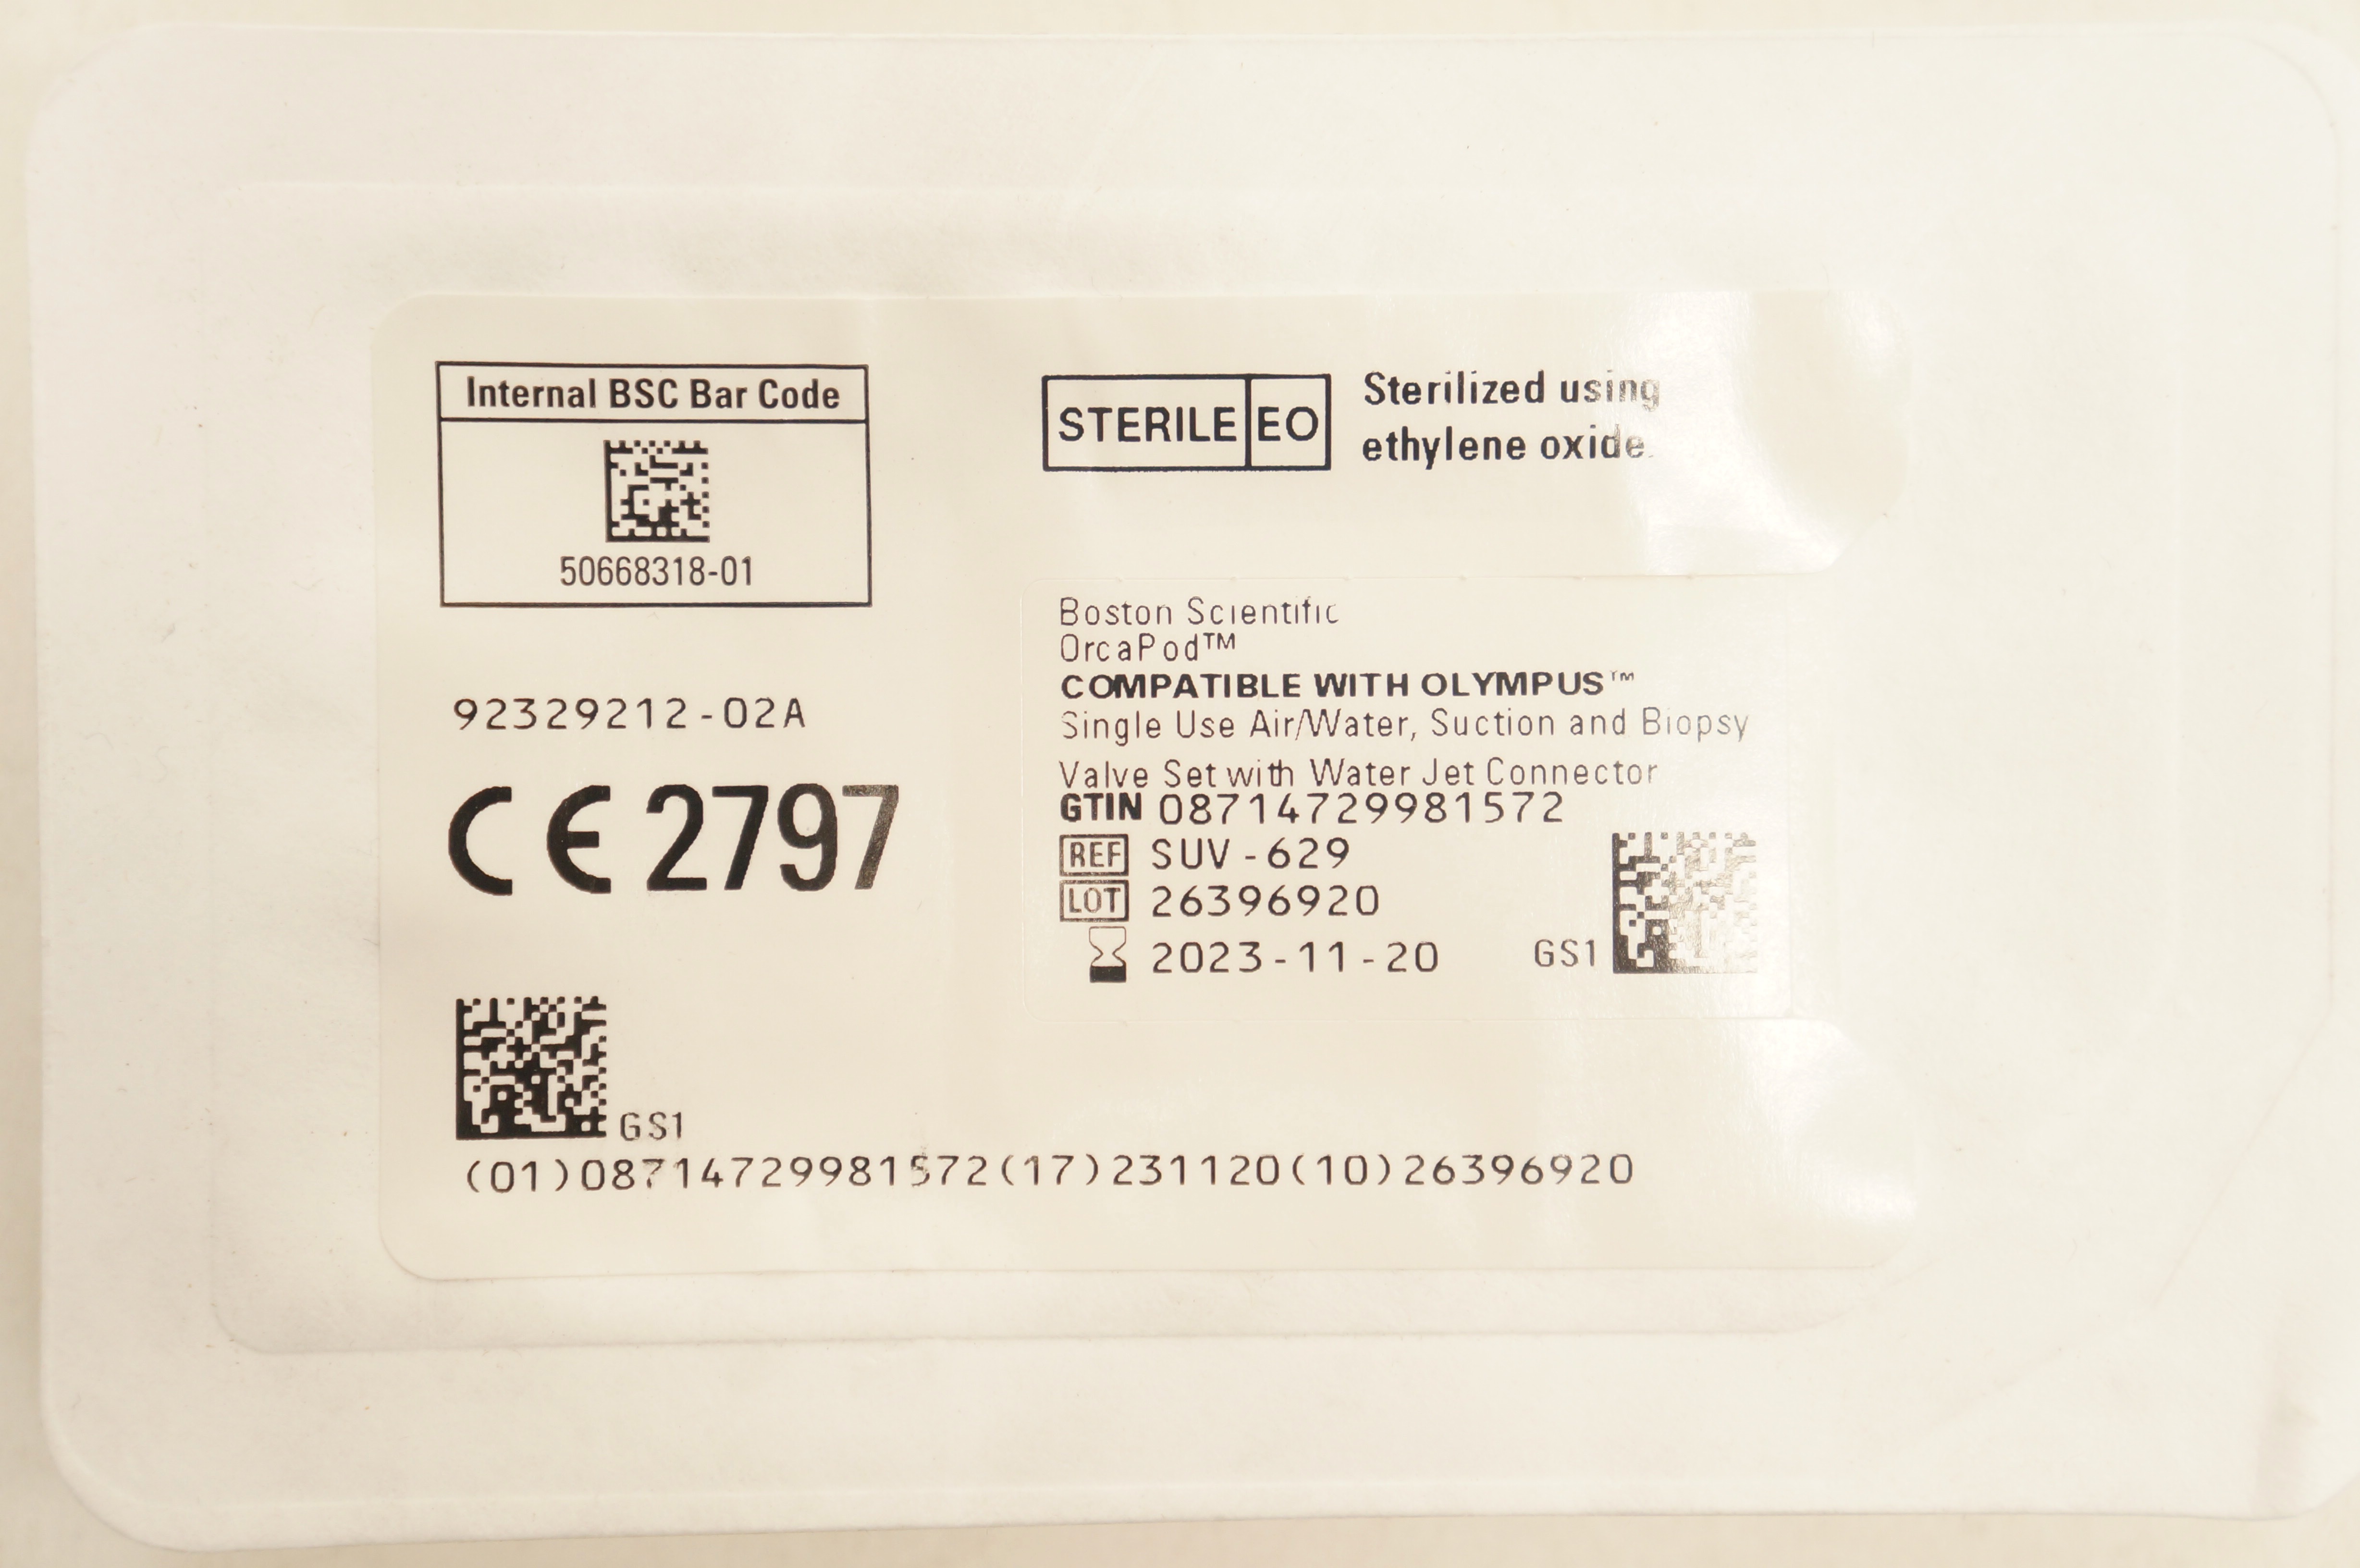 Internal BSC Bar Code
50668318-01
STERILE EO
Sterilized using
ethylene oxide.
92329212-02A
CE 2797
Boston Scientific
OrcaPod™
COMPATIBLE WITH OLYMPUS™
Single Use Air/Water, Suction and Biopsy
Valve Set with Water Jet Connector
GTIN 08714729981572
REF SUV-629
LOT 26396920
2023-11-20
GS1
GS1
(01)08714729981572(17)231120(10)26396920